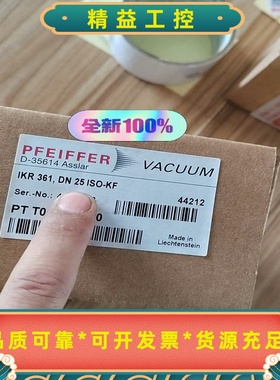 精益工控
全新100%
PFEIFFER VACUUM
D-35614 Asslar
IKR 361, DN 25 ISO-KF
Ser.-No.: 44212
PT T0 0
Made in
Liechtenstein
品质可靠*可开发票*货源充足